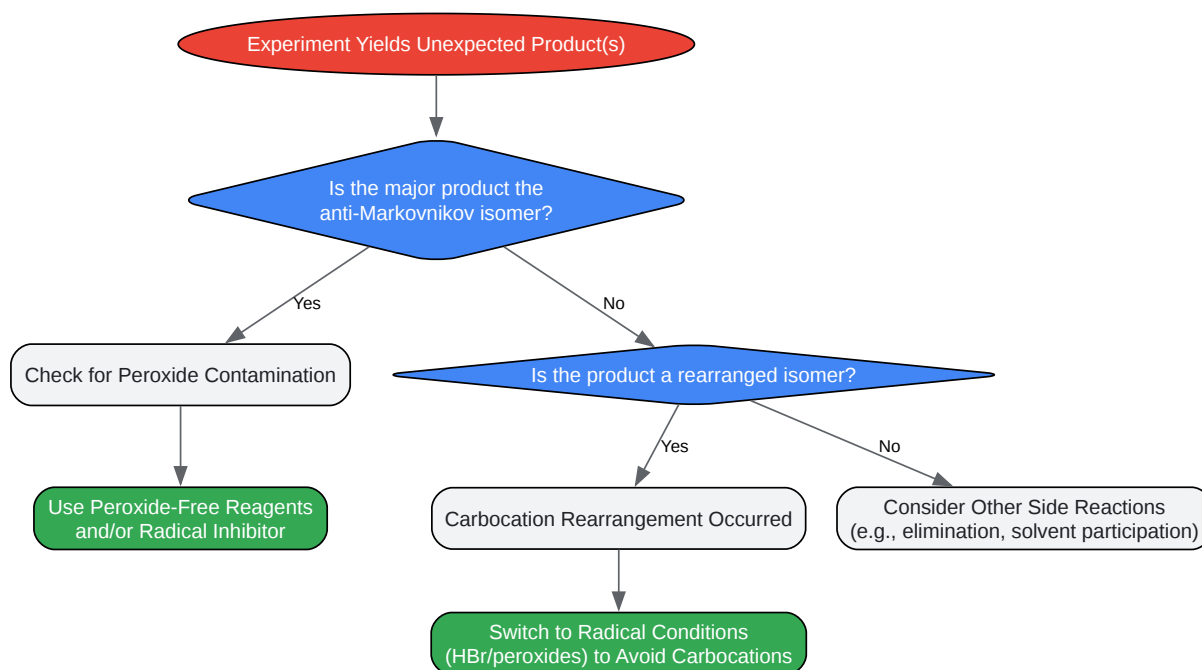 Experiment Yields Unexpected Product(s)
Is the major product the
anti-Markovnikov isomer?
Yes
No
Check for Peroxide Contamination
Is the product a rearranged isomer?
Yes
No
Use Peroxide-Free Reagents
and/or Radical Inhibitor
Carbocation Rearrangement Occurred
Consider Other Side Reactions
(e.g., elimination, solvent participation)
Switch to Radical Conditions
(HBr/peroxides) to Avoid Carbocations